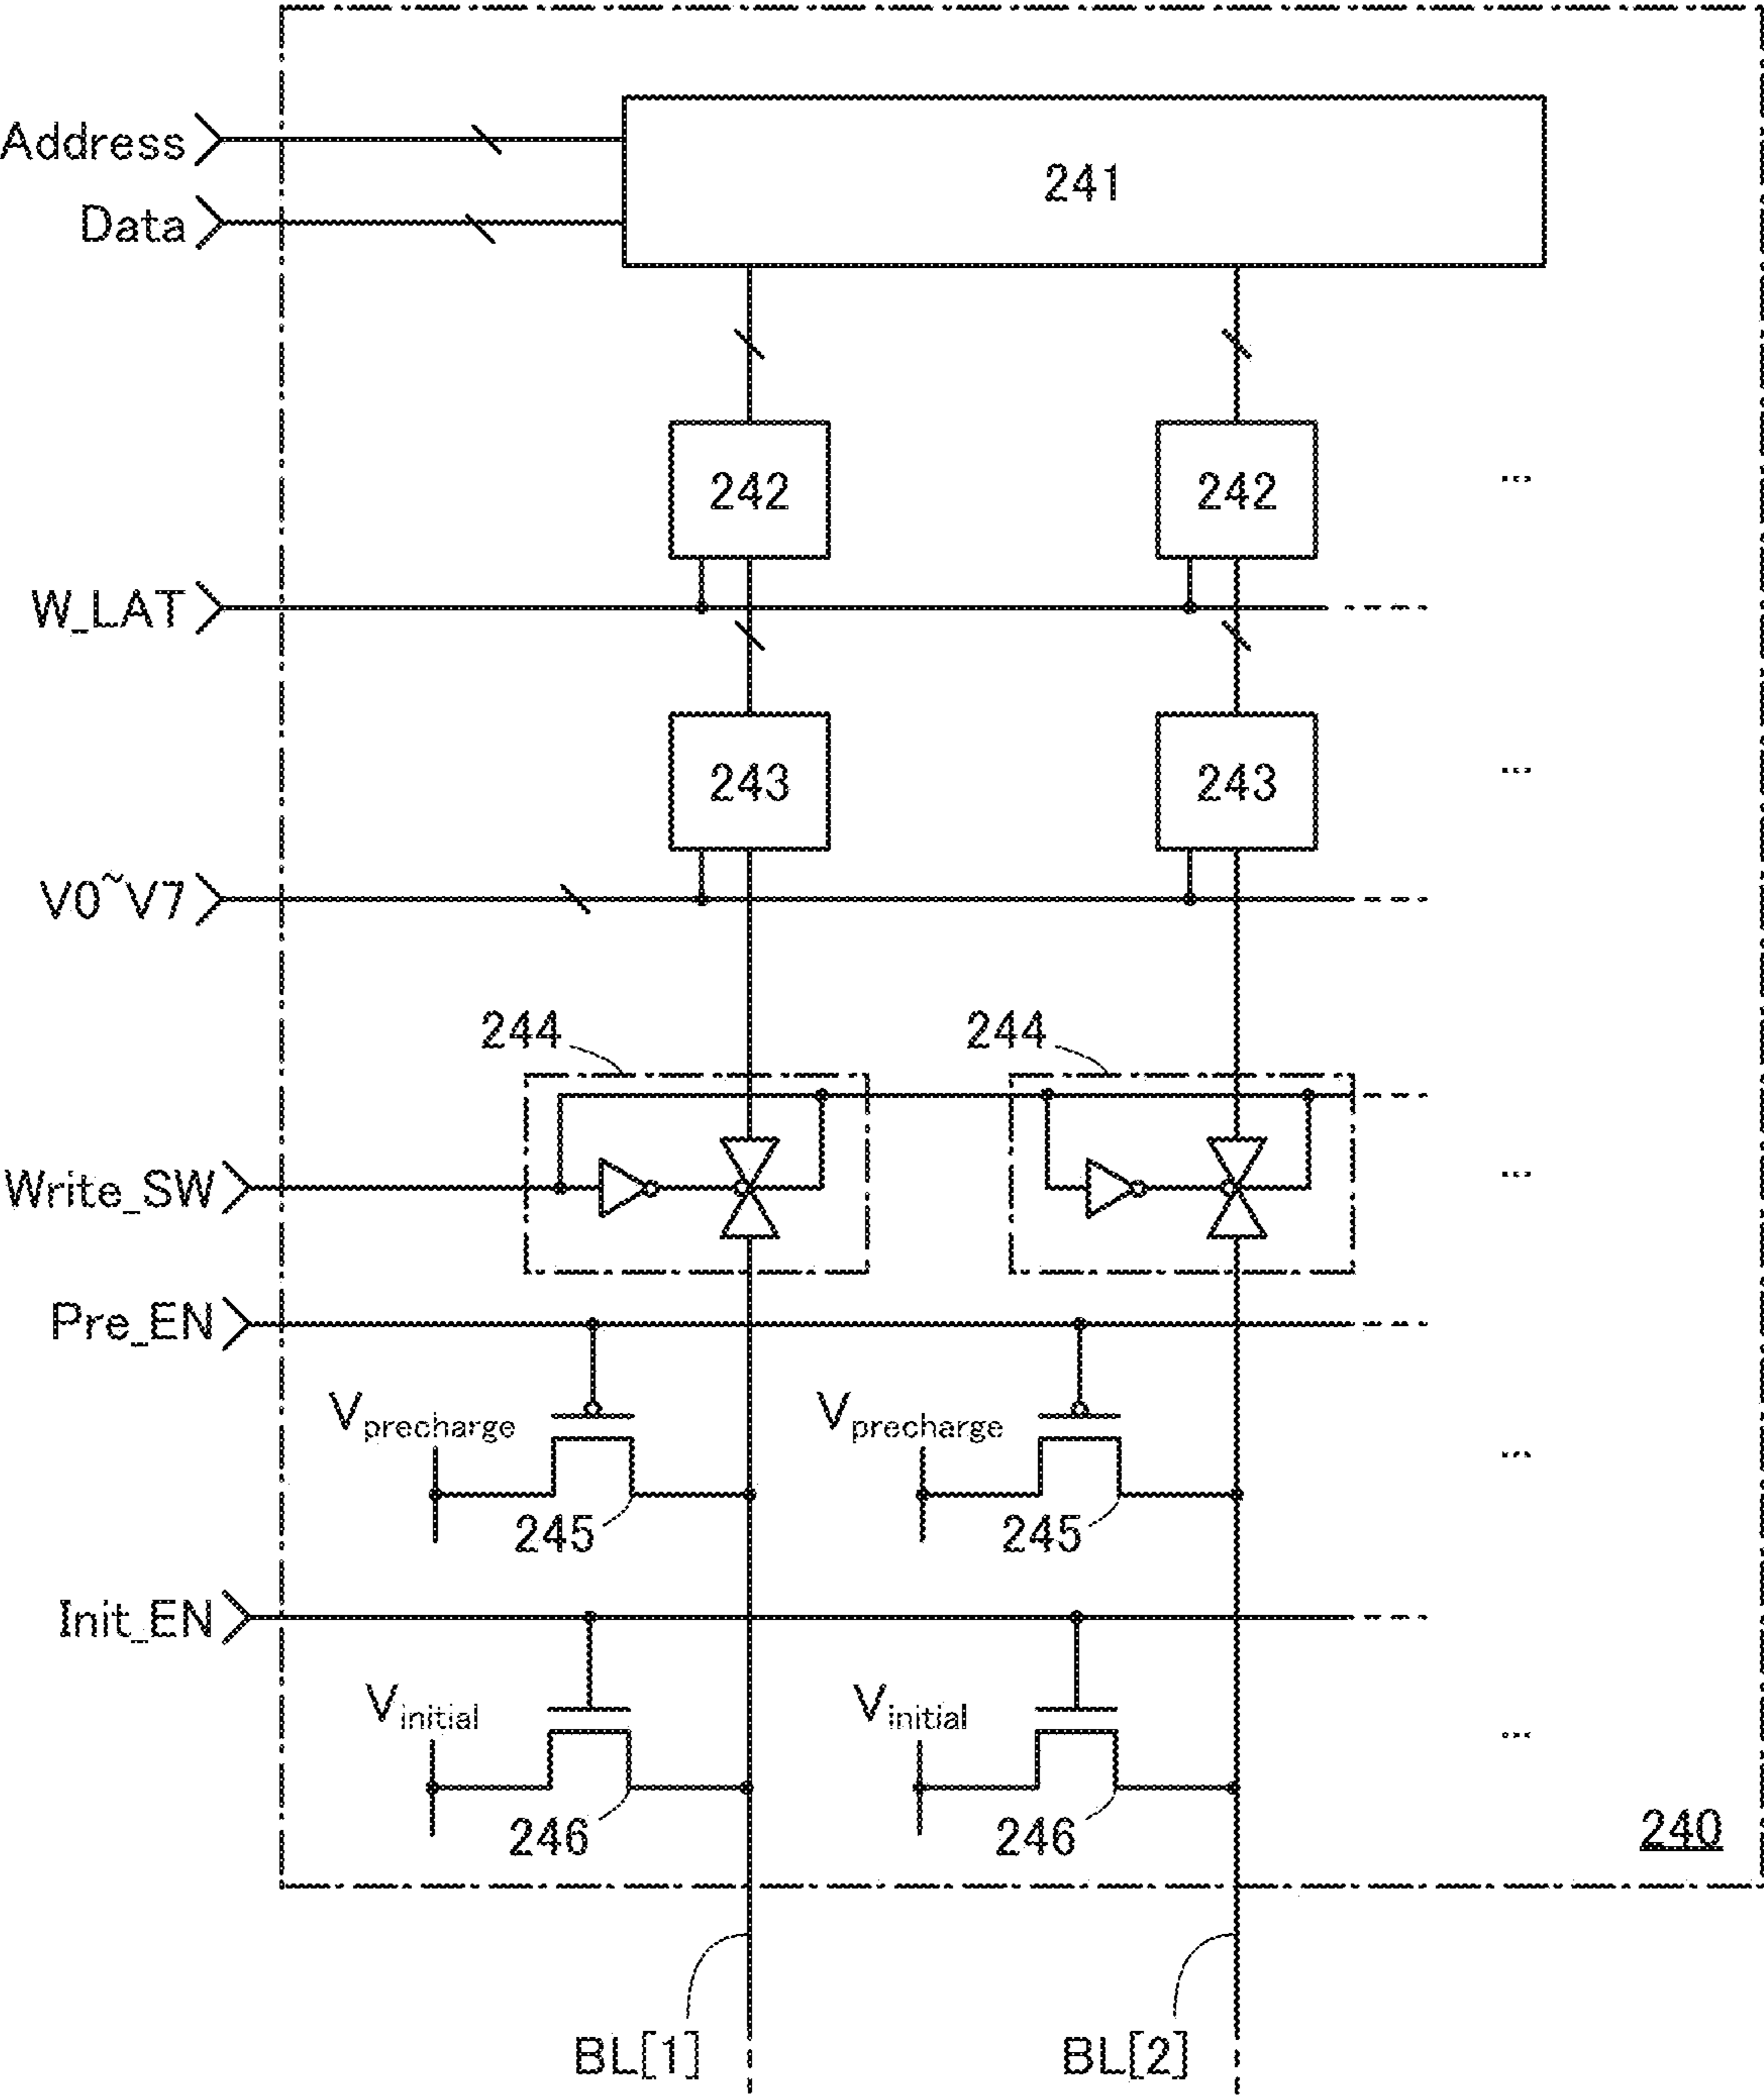 Address
241
Data
242 242 ...
W_LAT
243 243 ...
V0~V7
244 244
Write_SW ...
Pre_EN
Vprecharge Vprecharge
...
245 245
Init_EN
Vinitial Vinitial
...
246 246
240
BL[1] BL[2]